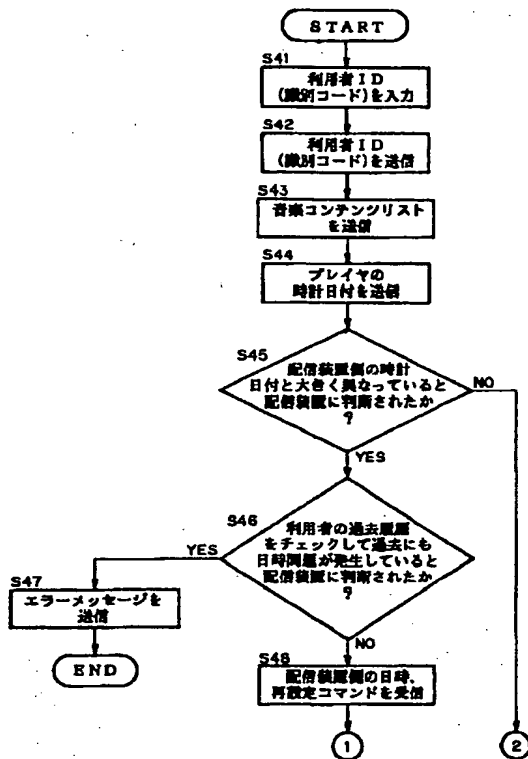 START
S41
利用者ID
(識別コード)を入力
S42
利用者ID
(識別コード)を送信
S43
音楽コンテンツリスト
を送信
S44
プレイヤの
時計日付を送信
S45
配信装置側の時計
日付と大きく異なっていると
配信装置に判断されたか
?
NO
YES
S46
利用者の過去履歴
をチェックして過去にも
日時問題が発生していると
配信装置に判断されたか
?
YES
S47
エラーメッセージを
送信
END
NO
S48
配信装置側の日時、
再設定コマンドを受信
1
2